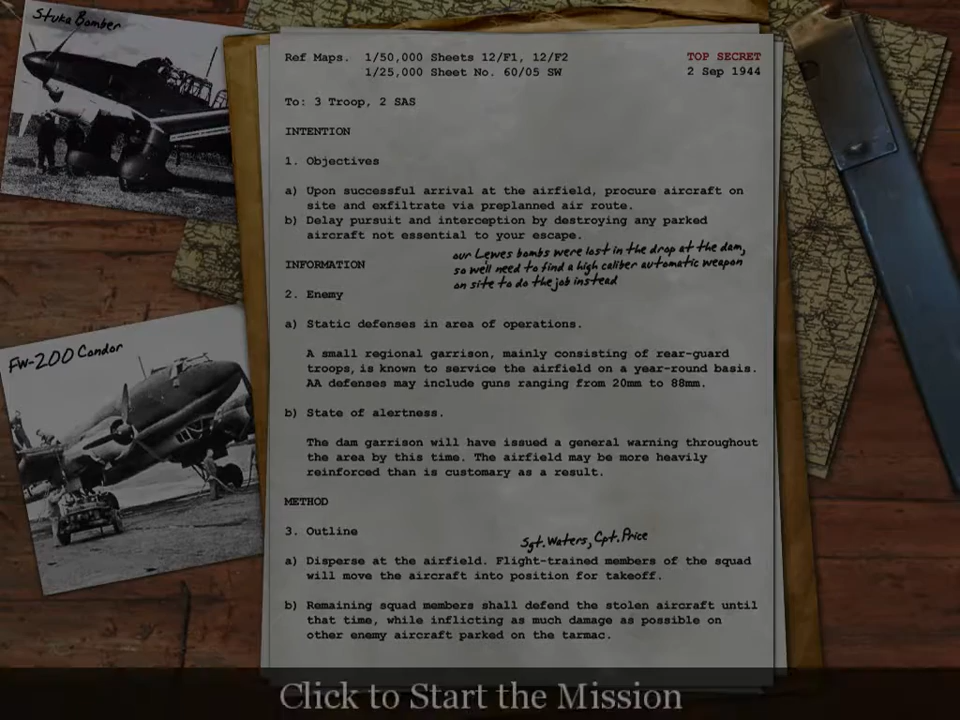 Stuka Bomber
Ref Maps. 1/50,000 Sheets 12/F1, 12/F2
1/25,000 Sheet No. 60/05 SW
TOP SECRET
2 Sep 1944
To: 3 Troop, 2 SAS
INTENTION
1. Objectives
a) Upon successful arrival at the airfield, procure aircraft on
site and exfiltrate via preplanned air route.
b) Delay pursuit and interception by destroying any parked
aircraft not essential to your escape.
our Lewes bombs were lost in the drop at the dam,
so we'll need to find a high caliber automatic weapon
on site to do the job instead
INFORMATION
2. Enemy
a) Static defenses in area of operations.
A small regional garrison, mainly consisting of rear-guard
troops, is known to service the airfield on a year-round basis.
AA defenses may include guns ranging from 20mm to 88mm.
FW-200 Condor
b) State of alertness.
The dam garrison will have issued a general warning throughout
the area by this time. The airfield may be more heavily
reinforced than is customary as a result.
METHOD
3. Outline
Sgt. Waters, Cpt. Price
a) Disperse at the airfield. Flight-trained members of the squad
will move the aircraft into position for takeoff.
b) Remaining squad members shall defend the stolen aircraft until
that time, while inflicting as much damage as possible on
other enemy aircraft parked on the tarmac.
Click to Start the Mission